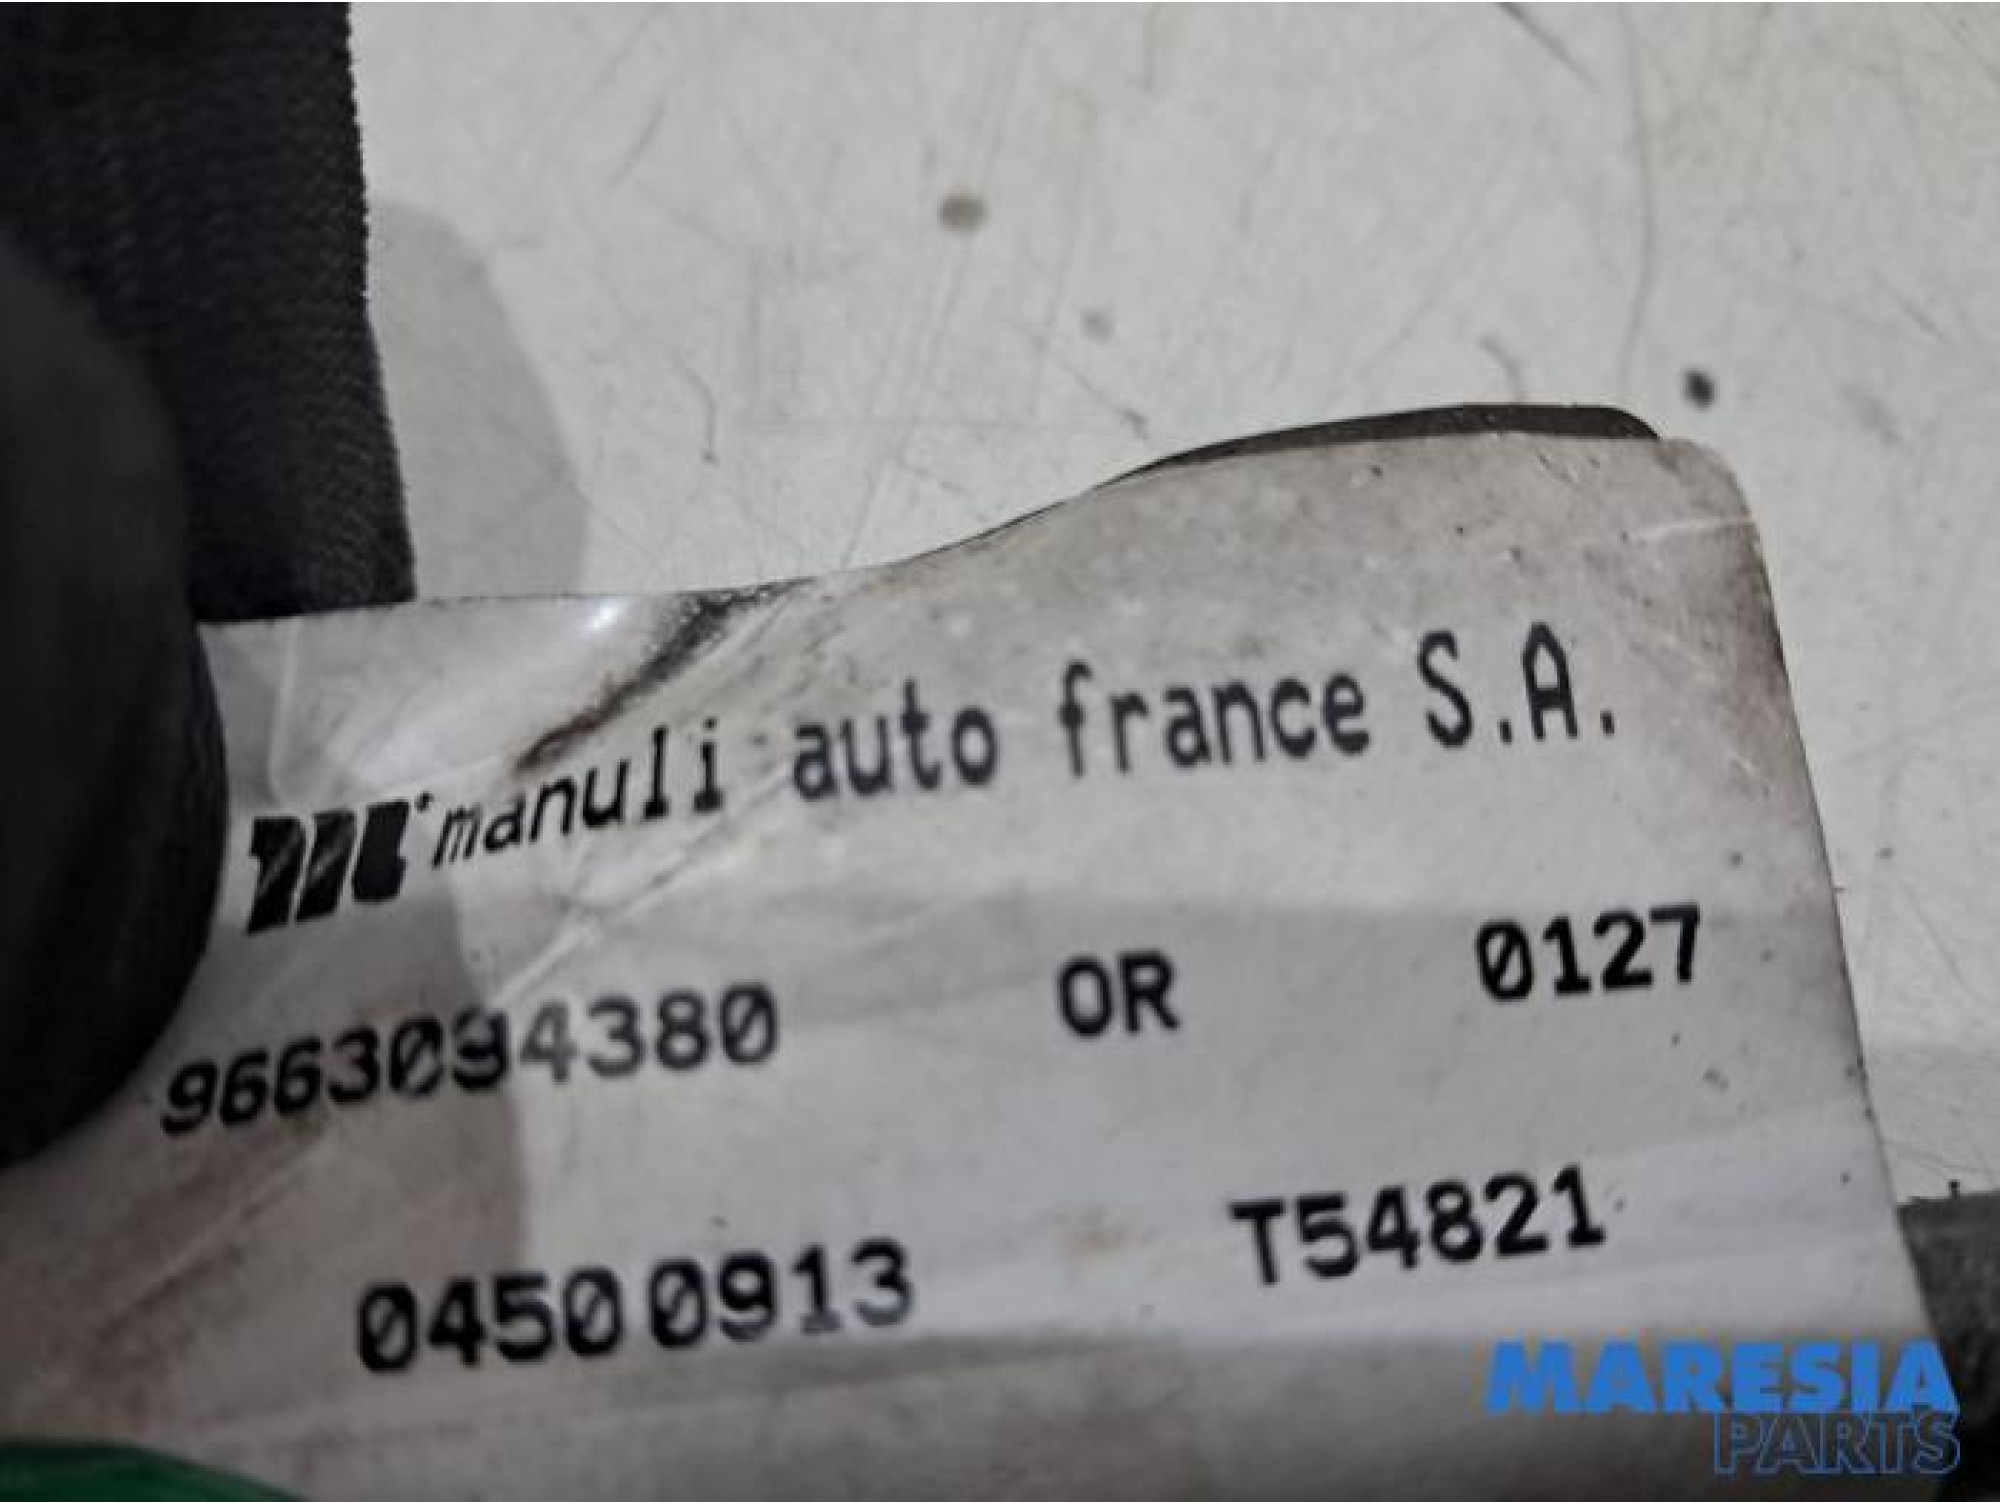 manuli auto france S.A.
9663094380 OR 0127
04500913 T54821
MARESIA
PARTS